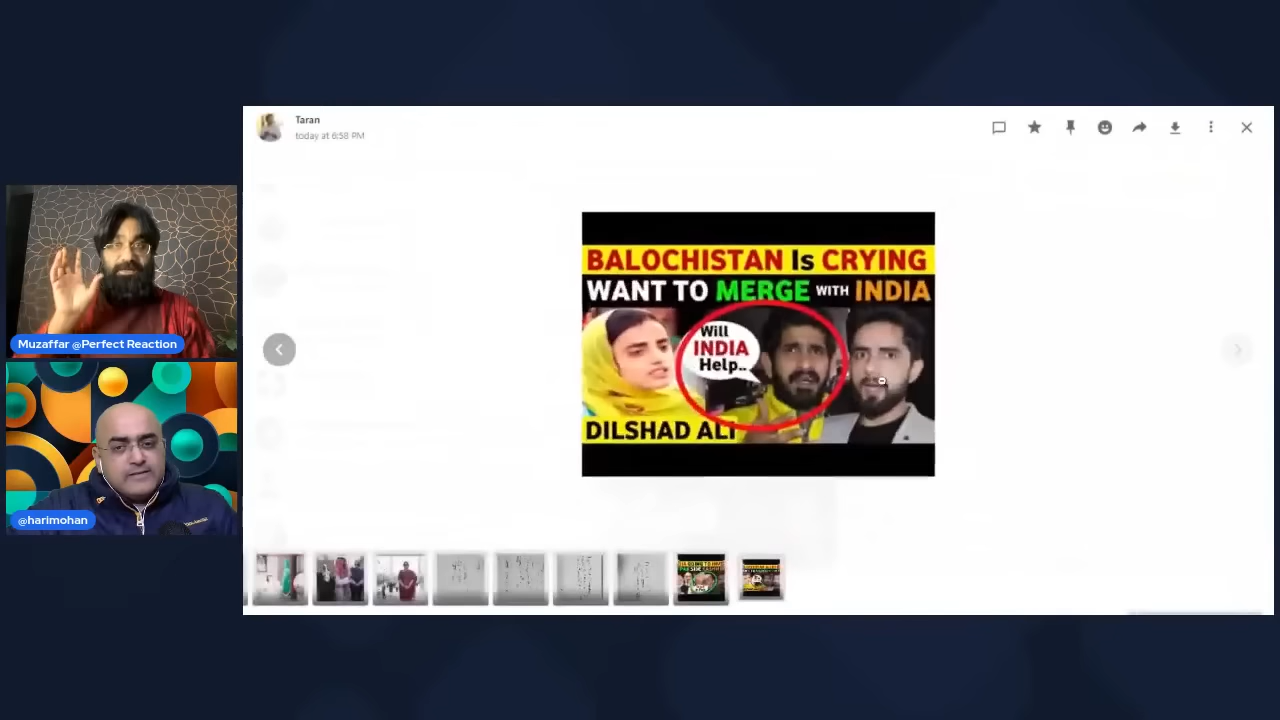 Taran
today at 6:58 PM
BALOCHISTAN Is CRYING
WANT TO MERGE WITH INDIA
Will
INDIA
Help..
DILSHAD ALI
Muzaffar @Perfect Reaction
@harimohan